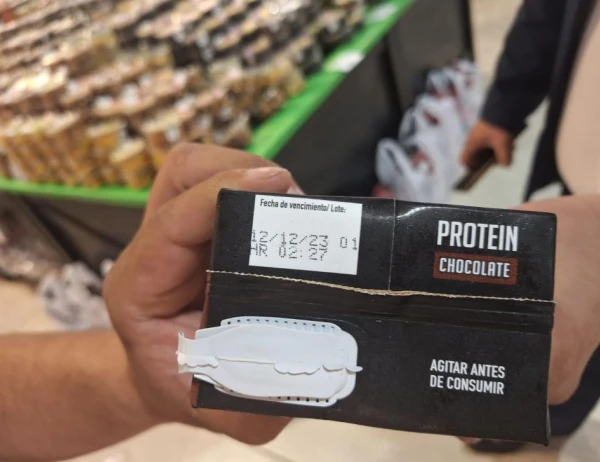 Fecha de vencimiento/ Lote:
12/12/23 01
HR 02:27
PROTEIN
CHOCOLATE
AGITAR ANTES
DE CONSUMIR